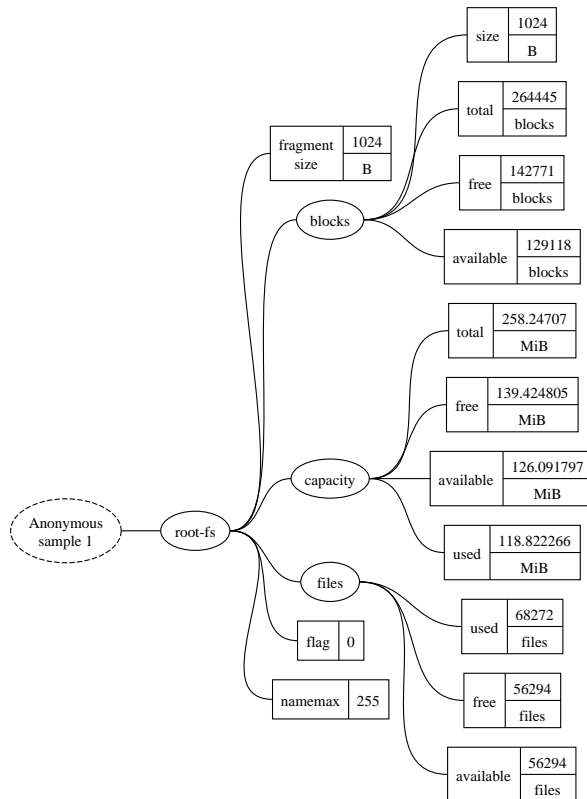 size
1024
B
total
264445
blocks
fragment
size
1024
B
free
142771
blocks
blocks
available
129118
blocks
total
258.24707
MiB
free
139.424805
MiB
capacity
available
126.091797
MiB
Anonymous
sample 1
root-fs
used
118.822266
MiB
files
used
68272
files
flag
0
namemax
255
free
56294
files
available
56294
files